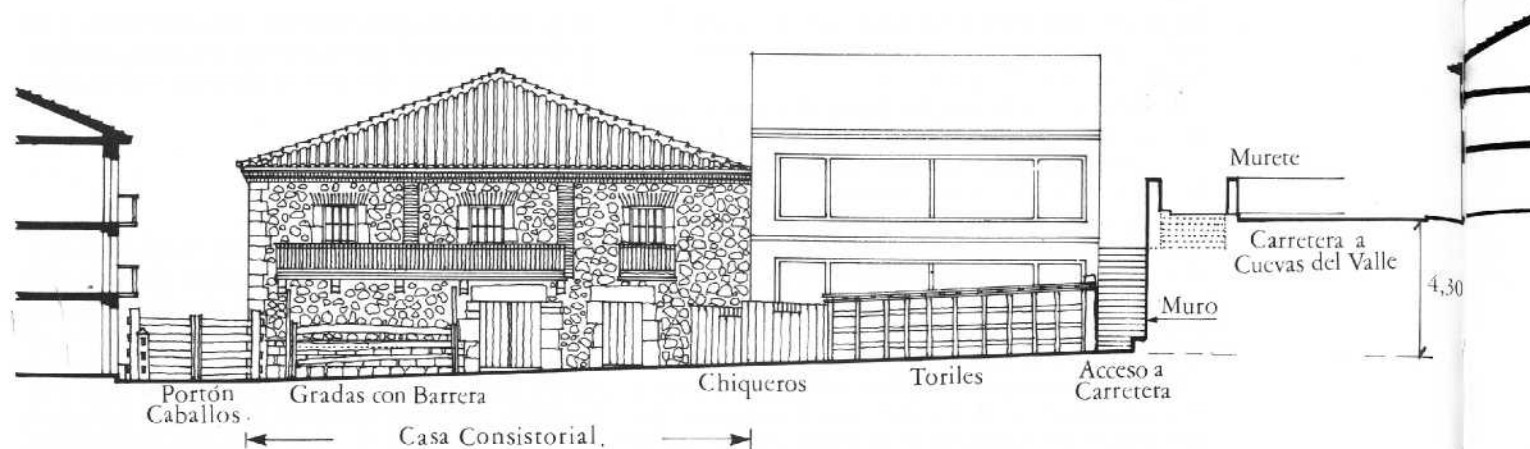 Murete
Carretera a
Cuevas del Valle
4,30
Muro
Portón
Caballos.
Gradas con Barrera
Chiqueros
Toriles
Acceso a
Carretera
Casa Consistorial.